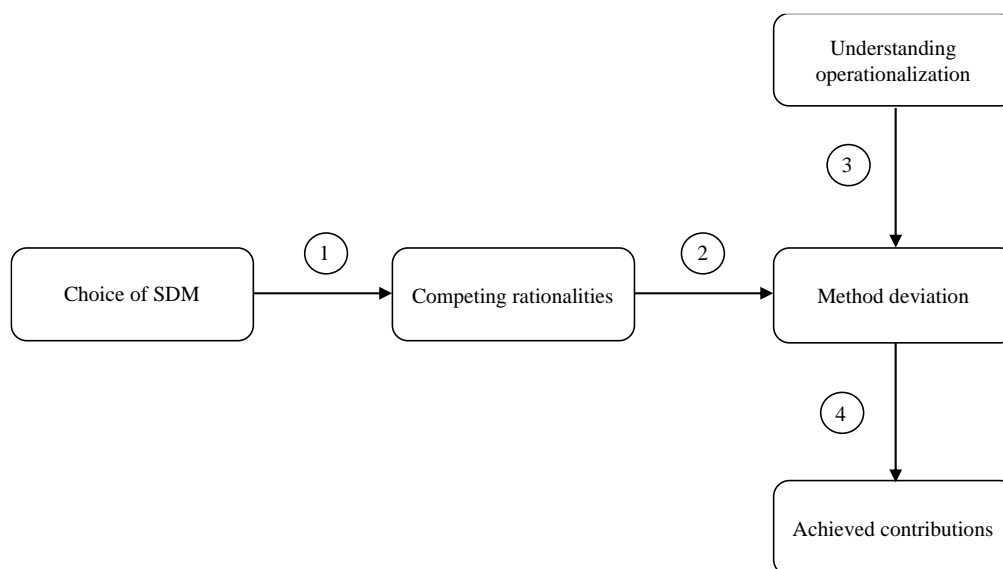 Understanding
operationalization
3
1
2
Choice of SDM
Competing rationalities
Method deviation
4
Achieved contributions